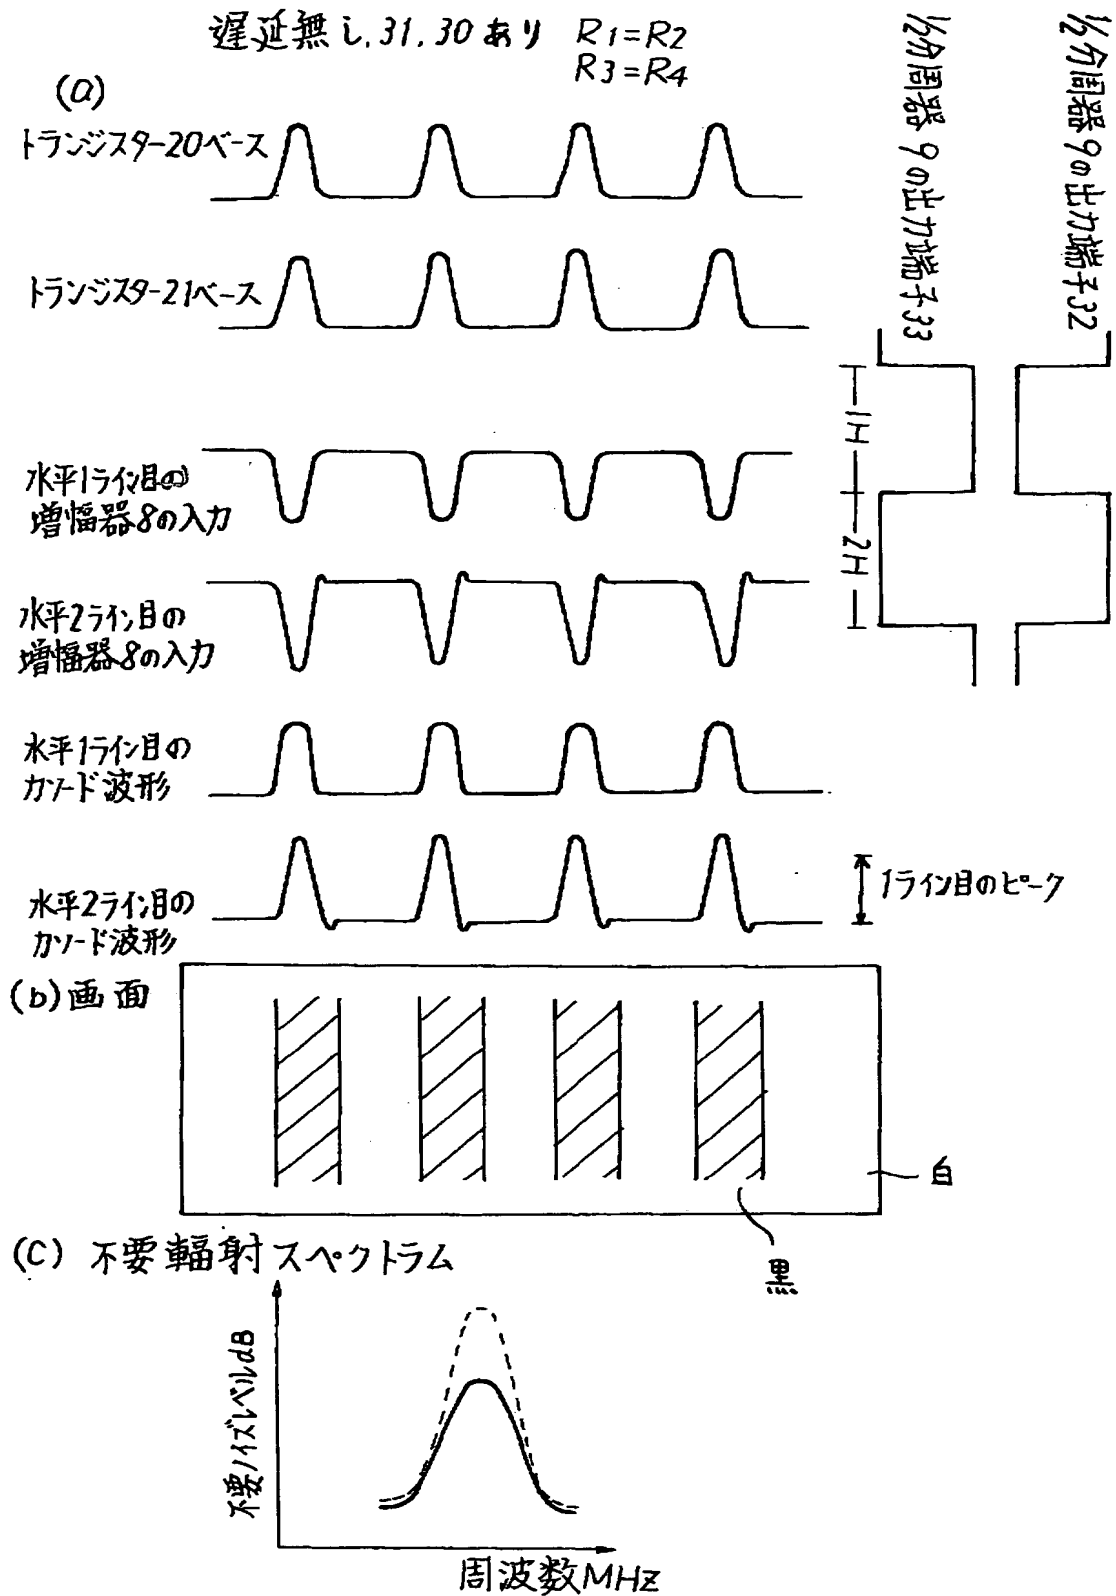 遅延無し、31、30あり R1=R2
R3=R4
(a)
トランジスター20ベース
トランジスター21ベース
水平1ライン目の
増幅器8の入力
水平2ライン目の
増幅器8の入力
水平1ライン目の
カソード波形
水平2ライン目の
カソード波形
1/2分周器9の出力端子32
1/2分周器9の出力端子33
1H
2H
1ライン目のピーク
(b)画面
白
黒
(C) 不要輻射スペクトラム
不要ノイズレベルdB
周波数MHz